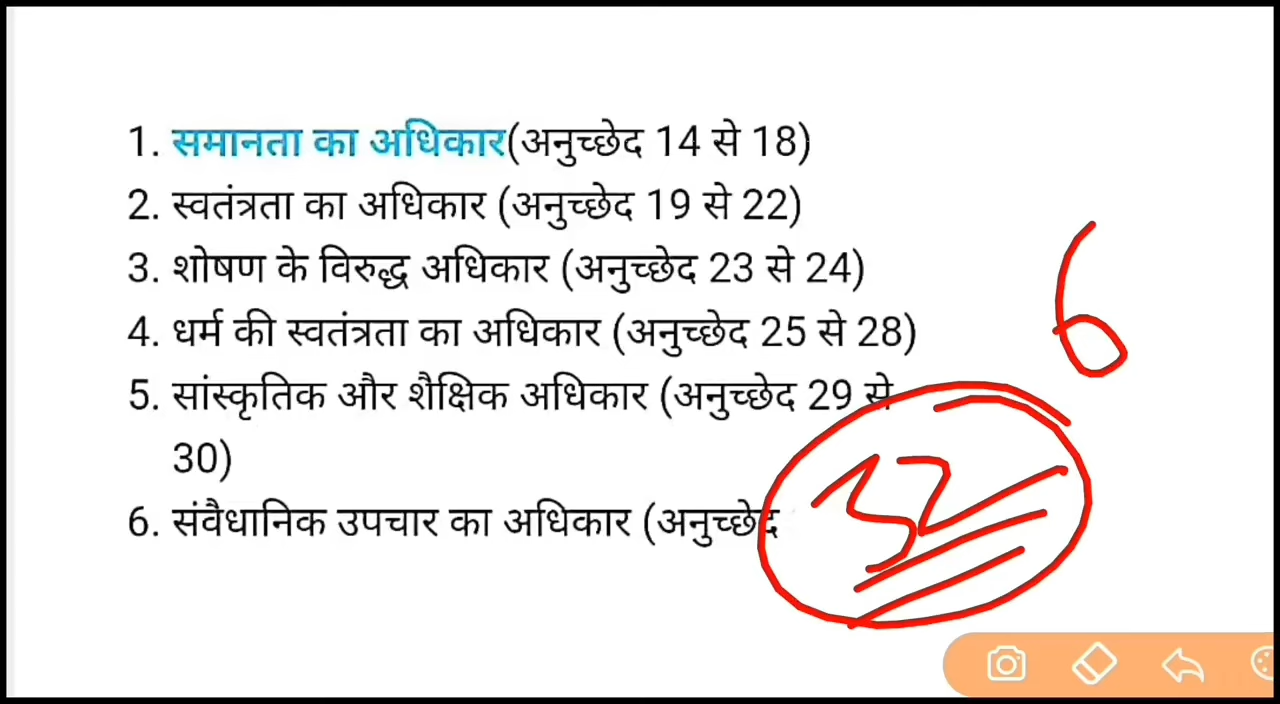 1. समानता का अधिकार(अनुच्छेद 14 से 18)
2. स्वतंत्रता का अधिकार (अनुच्छेद 19 से 22)
3. शोषण के विरुद्ध अधिकार (अनुच्छेद 23 से 24)
4. धर्म की स्वतंत्रता का अधिकार (अनुच्छेद 25 से 28)
5. सांस्कृतिक और शैक्षिक अधिकार (अनुच्छेद 29 से
30)
6. संवैधानिक उपचार का अधिकार (अनुच्छेद 32
6